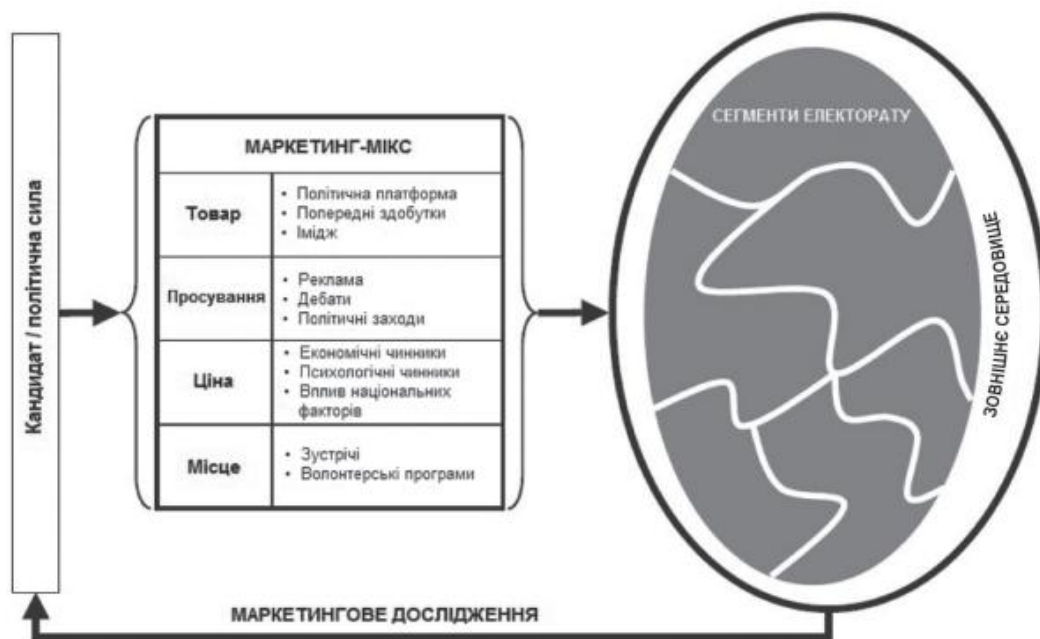 Кандидат / політична сила
МАРКЕТИНГ-МІКС
Товар
• Політична платформа
• Попередні здобутки
• Імідж
Просування
• Реклама
• Дебати
• Політичні заходи
Ціна
• Економічні чинники
• Психологічні чинники
• Вплив національних
факторів
Місце
• Зустрічі
• Волонтерські програми
СЕГМЕНТИ ЕЛЕКТОРАТУ
ЗОВНІШНЄ СЕРЕДОВИЩЕ
МАРКЕТИНГОВЕ ДОСЛІДЖЕННЯ